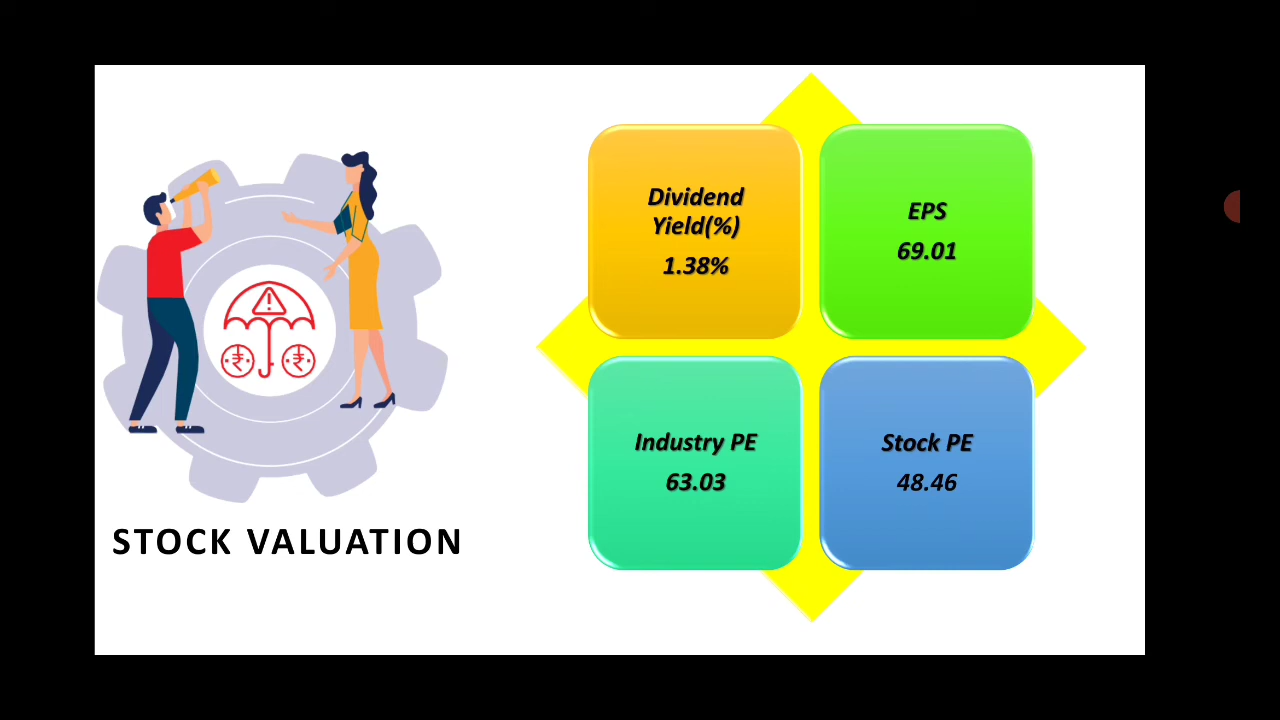 Dividend
Yield(%)
1.38%
EPS
69.01
Industry PE
63.03
Stock PE
48.46
STOCK VALUATION